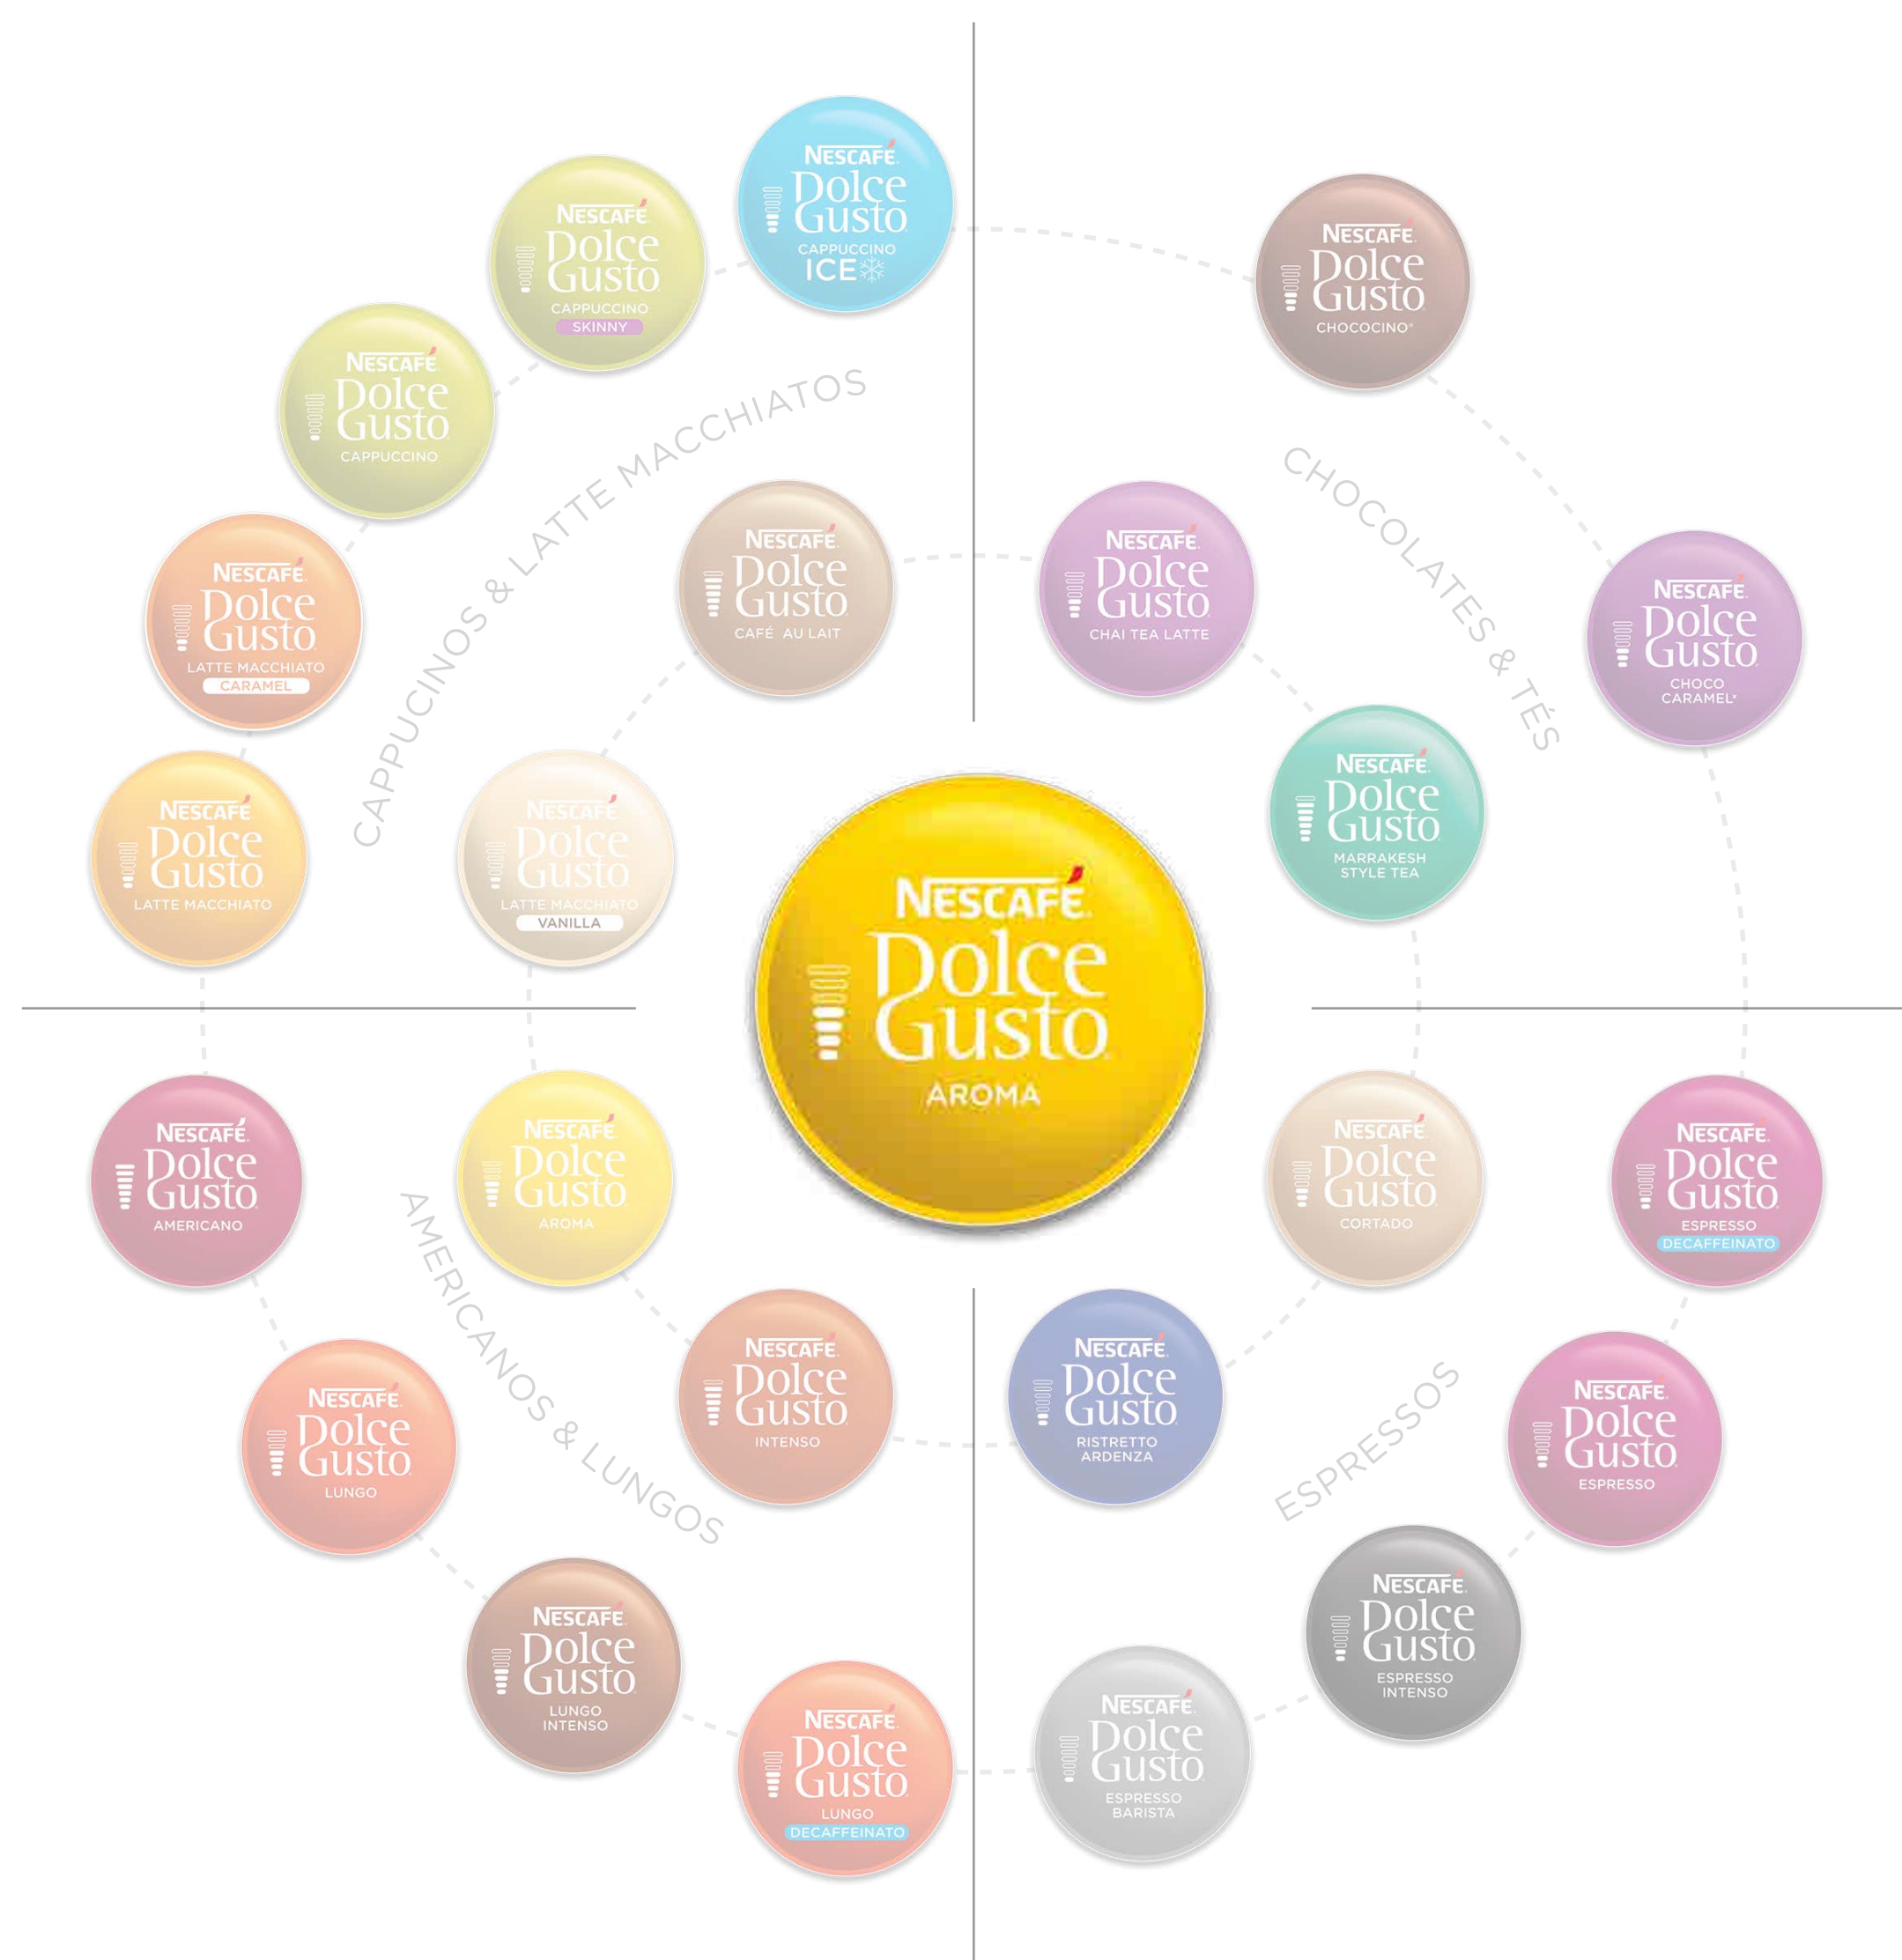 NESCAFÉ.
Dolce
Gusto
CAPPUCCINO
ICE
NESCAFÉ.
Dolce
Gusto
CAPPUCCINO
SKINNY
NESCAFÉ.
Dolce
Gusto
CAPPUCCINO
NESCAFÉ.
Dolce
Gusto
LATTE MACCHIATO
CARAMEL
NESCAFÉ.
Dolce
Gusto
LATTE MACCHIATO
CAPPUCINOS & LATTE MACCHIATOS
NESCAFÉ.
Dolce
Gusto
CAFÉ AU LAIT
NESCAFÉ.
Dolce
Gusto
LATTE MACCHIATO
VANILLA
NESCAFÉ.
Dolce
Gusto
CHOCOCINO®
CHOCOLATES & TÉS
NESCAFÉ.
Dolce
Gusto
CHOCO
CARAMEL*
NESCAFÉ.
Dolce
Gusto
CHAI TEA LATTE
NESCAFÉ.
Dolce
Gusto
MARRAKESH
STYLE TEA
NESCAFÉ.
Dolce
Gusto
AROMA
NESCAFÉ.
Dolce
Gusto
AMERICANO
NESCAFÉ.
Dolce
Gusto
AROMA
AMERICANOS & LUNGOS
NESCAFÉ.
Dolce
Gusto
INTENSO
NESCAFÉ.
Dolce
Gusto
LUNGO
NESCAFÉ.
Dolce
Gusto
LUNGO
INTENSO
NESCAFÉ.
Dolce
Gusto
LUNGO
DECAFFEINATO
NESCAFÉ.
Dolce
Gusto
CORTADO
NESCAFÉ.
Dolce
Gusto
ESPRESSO
DECAFFEINATO
NESCAFÉ.
Dolce
Gusto
RISTRETTO
ARDENZA
ESPRESSOS
NESCAFÉ.
Dolce
Gusto
ESPRESSO
NESCAFÉ.
Dolce
Gusto
ESPRESSO
INTENSO
NESCAFÉ.
Dolce
Gusto
ESPRESSO
BARISTA